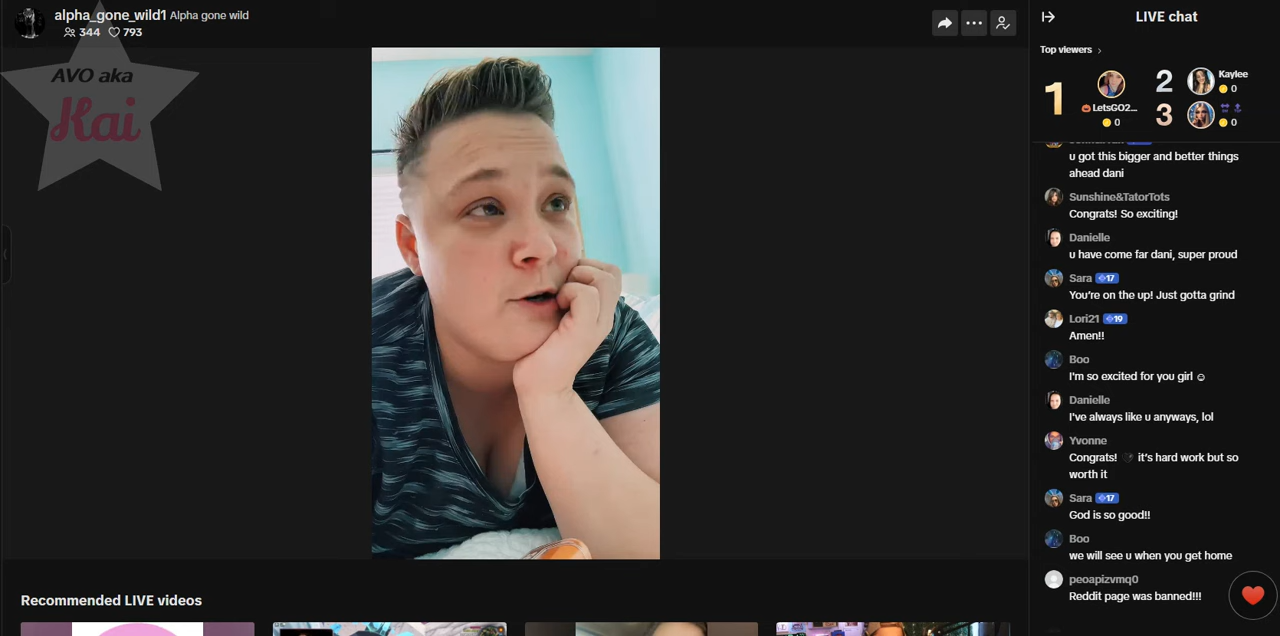 alpha_gone_wild1 Alpha gone wild
344 793
AVO aka
Kai
LIVE chat
Top viewers
1
LetsGO2...
0
2
Kaylee
0
3
0
u got this bigger and better things
ahead dani
Sunshine&TatorTots
Congrats! So exciting!
Danielle
u have come far dani, super proud
Sara 17
You're on the up! Just gotta grind
Lori21 19
Amen!!
Boo
I'm so excited for you girl ☺
Danielle
I've always like u anyways, lol
Yvonne
Congrats! 🖤 it's hard work but so
worth it
Sara 17
God is so good!!
Boo
we will see u when you get home
peoapizvmq0
Reddit page was banned!!!
Recommended LIVE videos